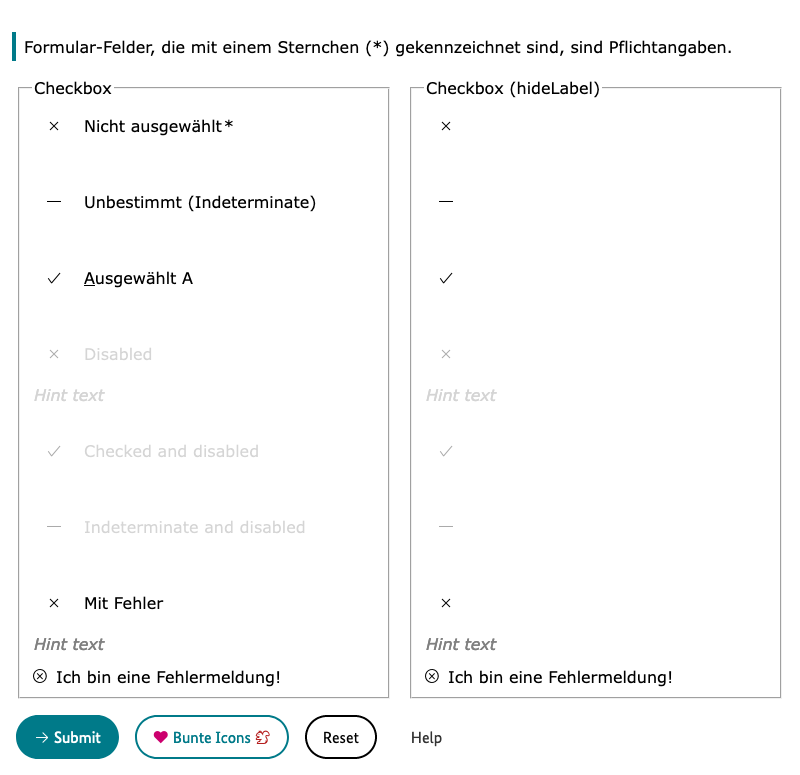 Formular-Felder, die mit einem Sternchen (*) gekennzeichnet sind, sind Pflichtangaben.
Checkbox
Nicht ausgewählt*
Unbestimmt (Indeterminate)
Ausgewählt A
Disabled
Hint text
Checked and disabled
Indeterminate and disabled
Mit Fehler
Hint text
Ich bin eine Fehlermeldung!
Checkbox (hideLabel)
Hint text
Hint text
Ich bin eine Fehlermeldung!
Submit
Bunte Icons
Reset
Help